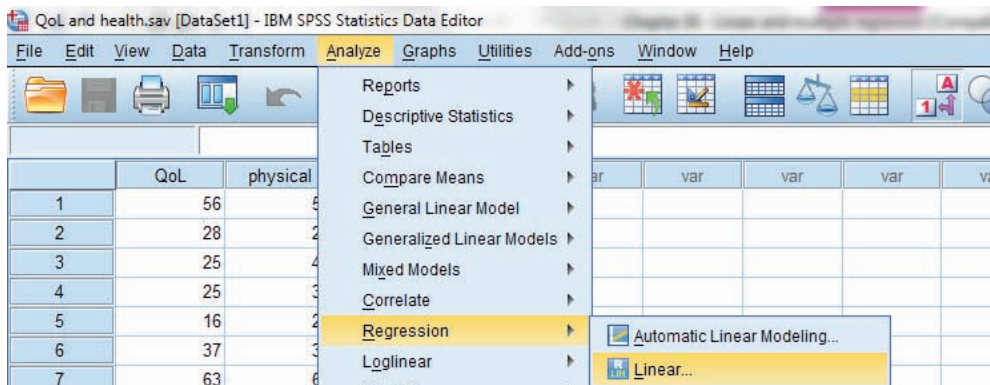 QoL and health.sav [DataSet1] - IBM SPSS Statistics Data Editor
File Edit View Data Transform Analyze Graphs Utilities Add-ons Window Help
Reports
Descriptive Statistics
Tables
QoL physical Compare Means var var var
1 56 General Linear Model
2 28 Generalized Linear Models
3 25 Mixed Models
4 25 Correlate
5 16 Regression Automatic Linear Modeling...
6 37 Loglinear Linear...
7 63